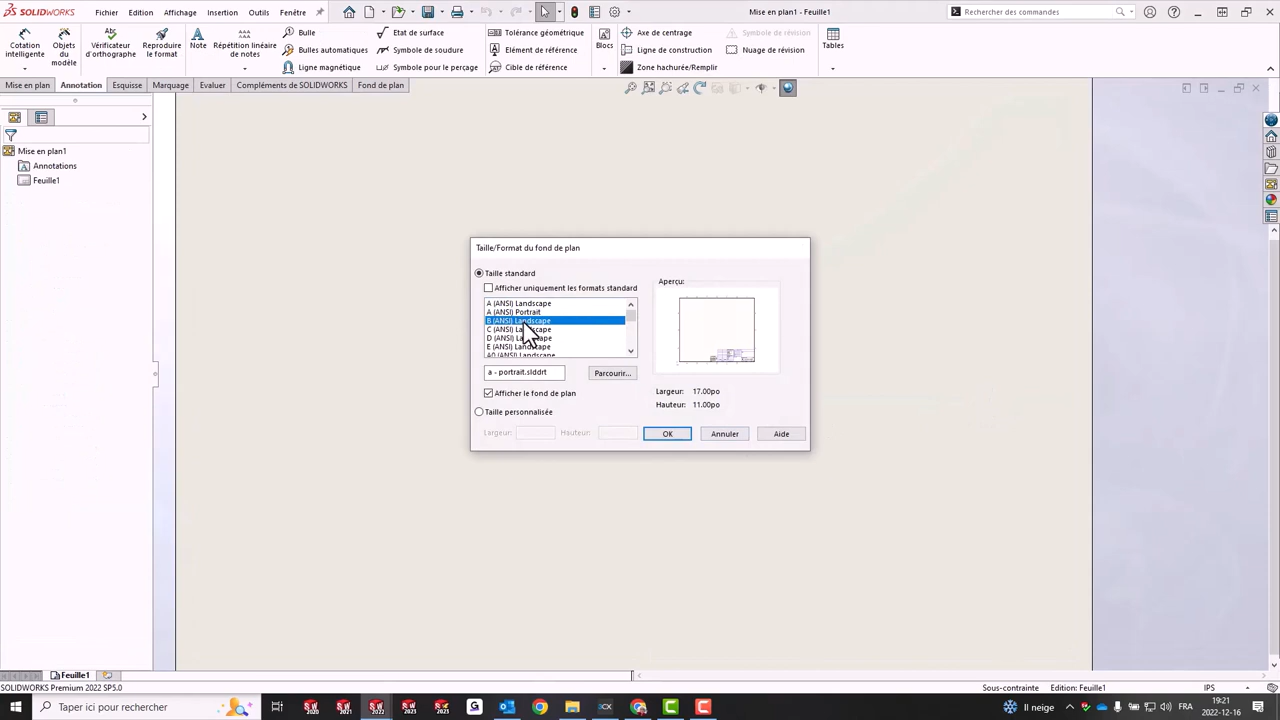 SOLIDWORKS
Fichier Edition Affichage Insertion Outils Fenêtre
Mise en plan1 - Feuille1
Rechercher des commandes
Cotation intelligente
Objets du modèle
Vérificateur d'orthographe
Reproduire le format
Note
Répétition linéaire de notes
Bulle
Bulles automatiques
Ligne magnétique
Etat de surface
Symbole de soudure
Symbole pour le perçage
Tolérance géométrique
Elément de référence
Cible de référence
Blocs
Axe de centrage
Ligne de construction
Zone hachurée/Remplir
Symbole de révision
Nuage de révision
Tables
Mise en plan Annotation Esquisse Marquage Evaluer Compléments de SOLIDWORKS Fond de plan
Mise en plan1
Annotations
Feuille1
Taille/Format du fond de plan
Taille standard
Afficher uniquement les formats standard
A (ANSI) Landscape
A (ANSI) Portrait
B (ANSI) Landscape
C (ANSI) Landscape
D (ANSI) Landscape
E (ANSI) Landscape
A0 (ANSI) Landscape
a - portrait.slddrt
Parcourir...
Afficher le fond de plan
Taille personnalisée
Largeur: Hauteur:
Aperçu:
Largeur: 17.00po
Hauteur: 11.00po
OK Annuler Aide
Feuille1
SOLIDWORKS Premium 2022 SP5.0
Sous-contrainte Edition: Feuille1 IPS
Taper ici pour rechercher
Il neige
FRA
19:21
2022-12-16